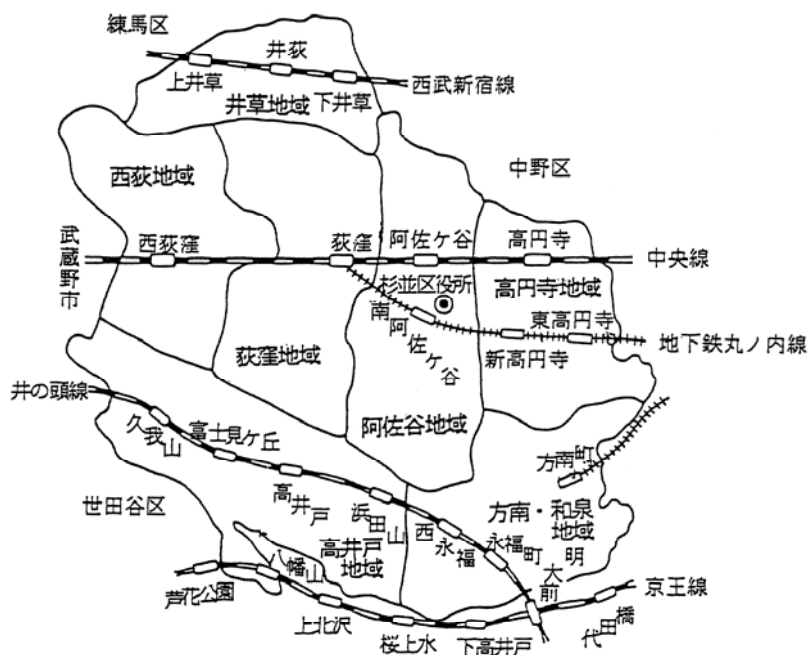 練馬区
井荻
上井草
下井草
西武新宿線
井草地域
西荻地域
中野区
武蔵野市
西荻窪
荻窪
阿佐ケ谷
高円寺
中央線
杉並区役所
高円寺地域
南阿佐ケ谷
東高円寺
新高円寺
地下鉄丸ノ内線
荻窪地域
井の頭線
久我山
富士見ケ丘
阿佐谷地域
方南町
高井戸
浜田山
西永福
永福町
明大前
方南・和泉
地域
世田谷区
高井戸
地域
八幡山
芦花公園
上北沢
桜上水
下高井戸
代田橋
京王線